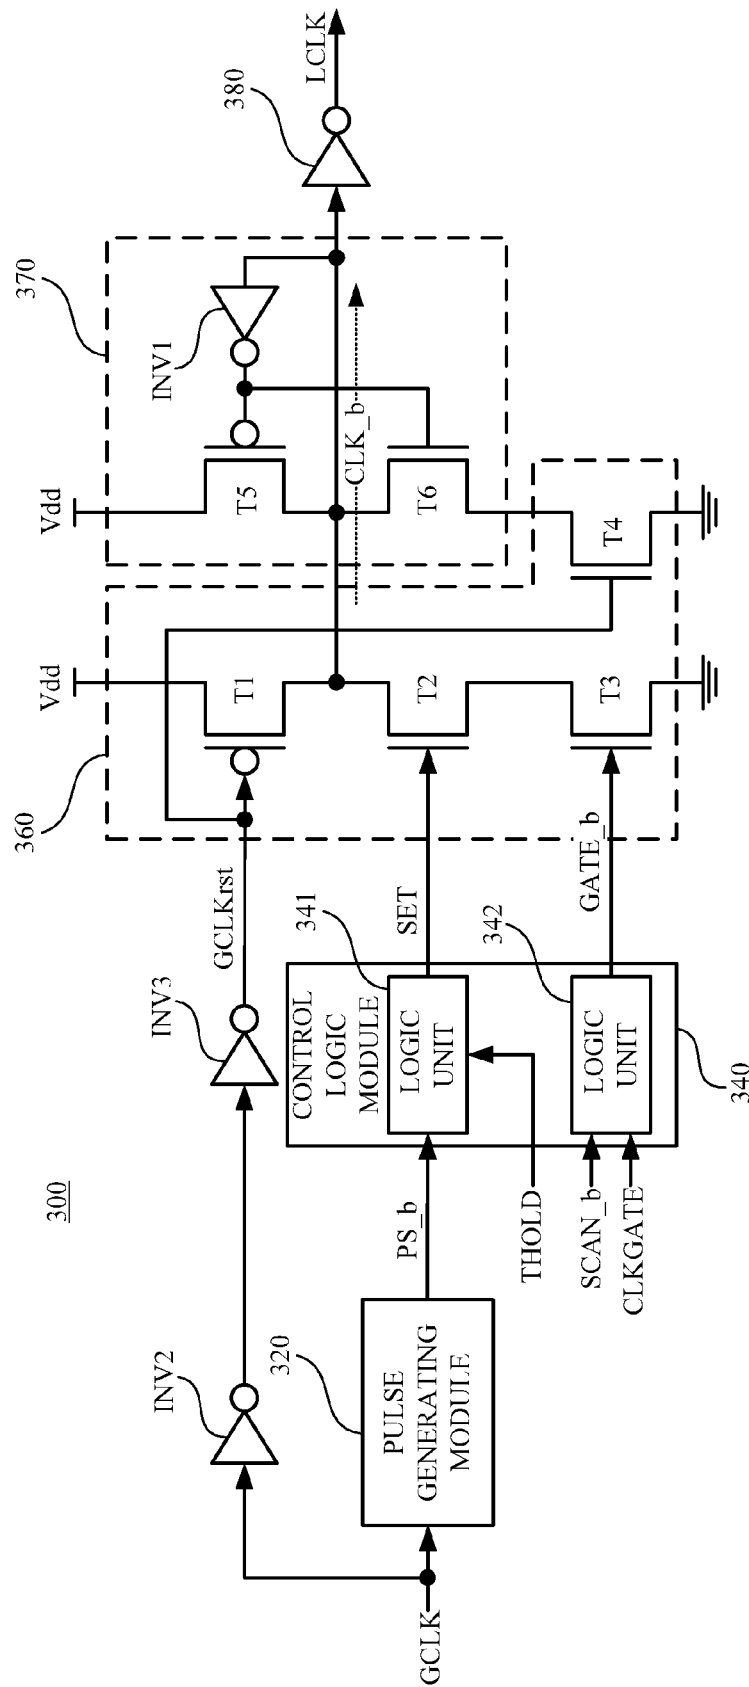 300
GCLK
INV2
320
PULSE
GENERATING
MODULE
PS_b
THOLD
SCAN_b
CLKGATE
INV3
CONTROL
LOGIC
MODULE
341
LOGIC
UNIT
342
LOGIC
UNIT
340
GCLKrst
SET
GATE_b
360
Vdd
T1
T2
T3
CLK_b
370
Vdd
T5
T6
T4
INV1
380
LCLK